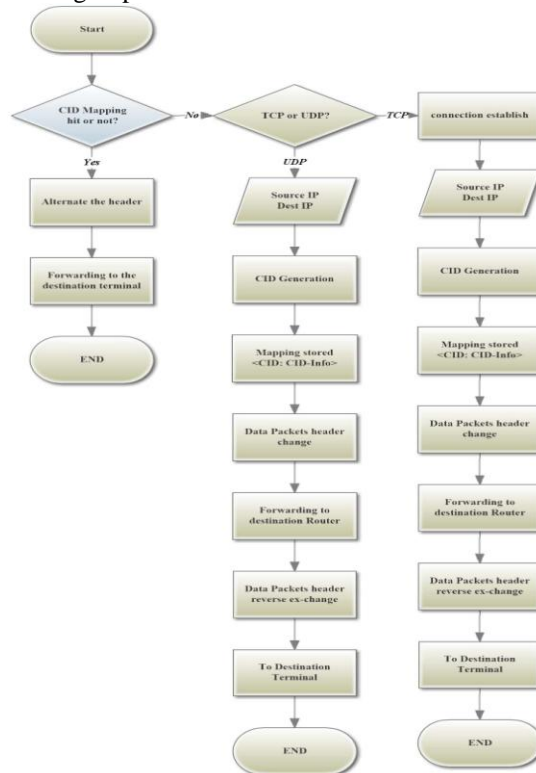 Start
CID Mapping
hit or not?
No
TCP or UDP?
TCP
connection establish
Yes
UDP
Alternate the header
Forwarding to the
destination terminal
END
Source IP
Dest IP
CID Generation
Mapping stored
<CID: CID-Info>
Data Packets header
change
Forwarding to
destination Router
Data Packets header
reverse ex-change
To Destination
Terminal
END
Source IP
Dest IP
CID Generation
Mapping stored
<CID: CID-Info>
Data Packets header
change
Forwarding to
destination Router
Data Packets header
reverse ex-change
To Destination
Terminal
END